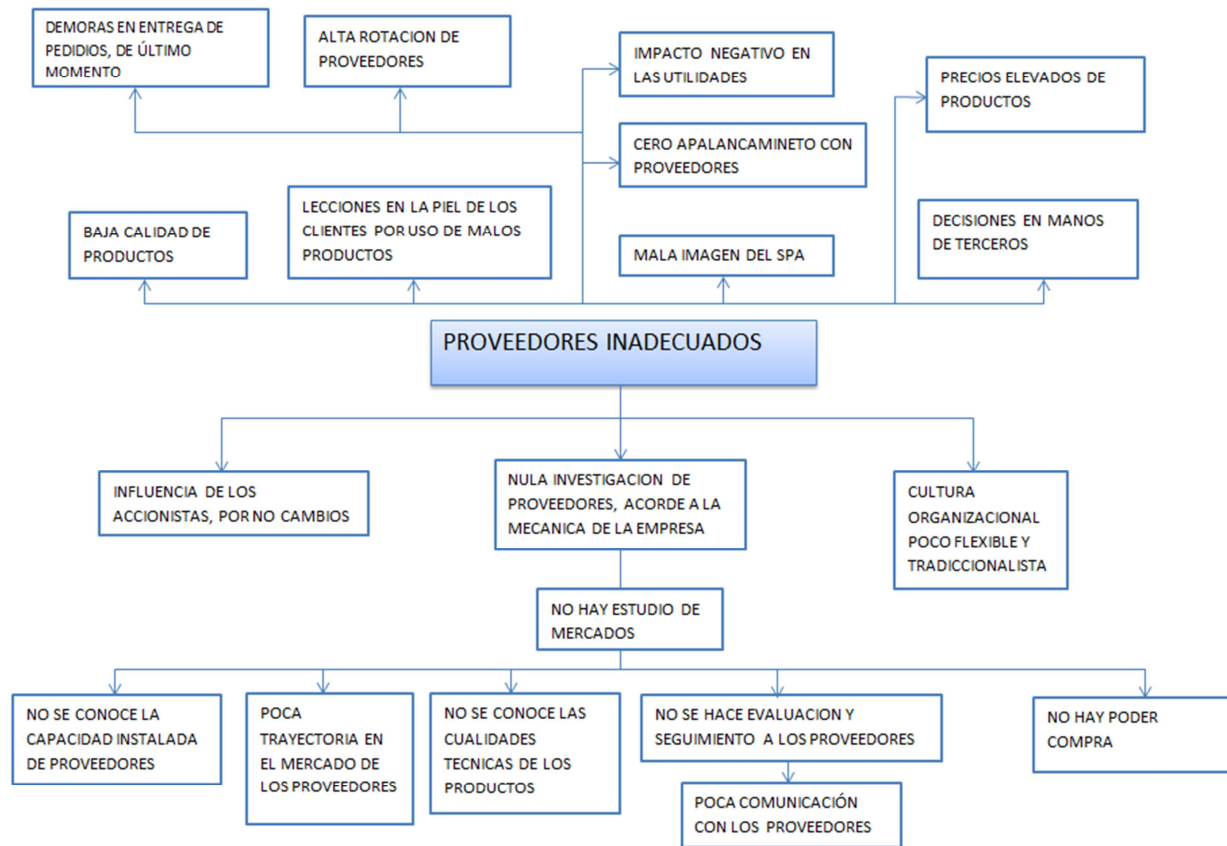 DEMORAS EN ENTREGA DE
PEDIDIOS, DE ÚLTIMO
MOMENTO
ALTA ROTACION DE
PROVEEDORES
IMPACTO NEGATIVO EN
LAS UTILIDADES
PRECIOS ELEVADOS DE
PRODUCTOS
CERO APALANCAMINETO CON
PROVEEDORES
BAJA CALIDAD DE
PRODUCTOS
LECCIONES EN LA PIEL DE LOS
CLIENTES POR USO DE MALOS
PRODUCTOS
MALA IMAGEN DEL SPA
DECISIONES EN MANOS
DE TERCEROS
PROVEEDORES INADECUADOS
INFLUENCIA DE LOS
ACCIONISTAS, POR NO CAMBIOS
NULA INVESTIGACION DE
PROVEEDORES, ACORDE A LA
MECANICA DE LA EMPRESA
CULTURA
ORGANIZACIONAL
POCO FLEXIBLE Y
TRADICCIONALISTA
NO HAY ESTUDIO DE
MERCADOS
NO SE CONOCE LA
CAPACIDAD INSTALADA
DE PROVEEDORES
POCA
TRAYECTORIA EN
EL MERCADO DE
LOS PROVEEDORES
NO SE CONOCE LAS
CUALIDADES
TECNICAS DE LOS
PRODUCTOS
NO SE HACE EVALUACION Y
SEGUIMIENTO A LOS PROVEEDORES
NO HAY PODER
COMPRA
POCA COMUNICACIÓN
CON LOS PROVEEDORES